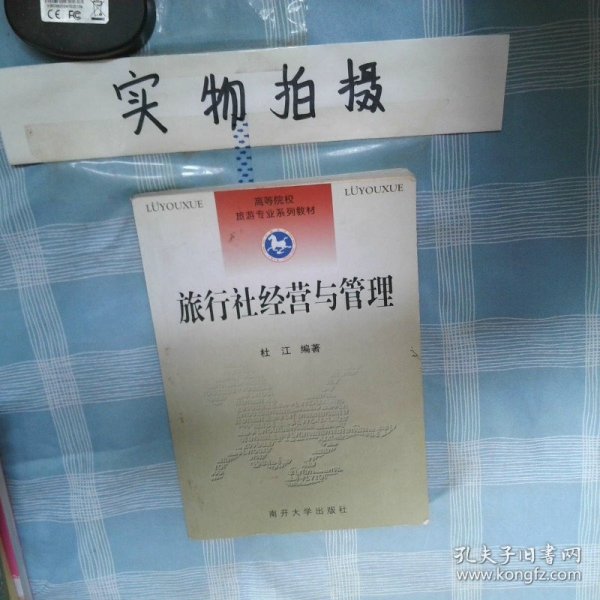 实物拍摄
LÜYOUXUE
高等院校
旅游专业系列教材
LÜYOUXUE
旅行社经营与管理
杜江 编著
南开大学出版社
孔夫子旧书网
www.kongfz.com